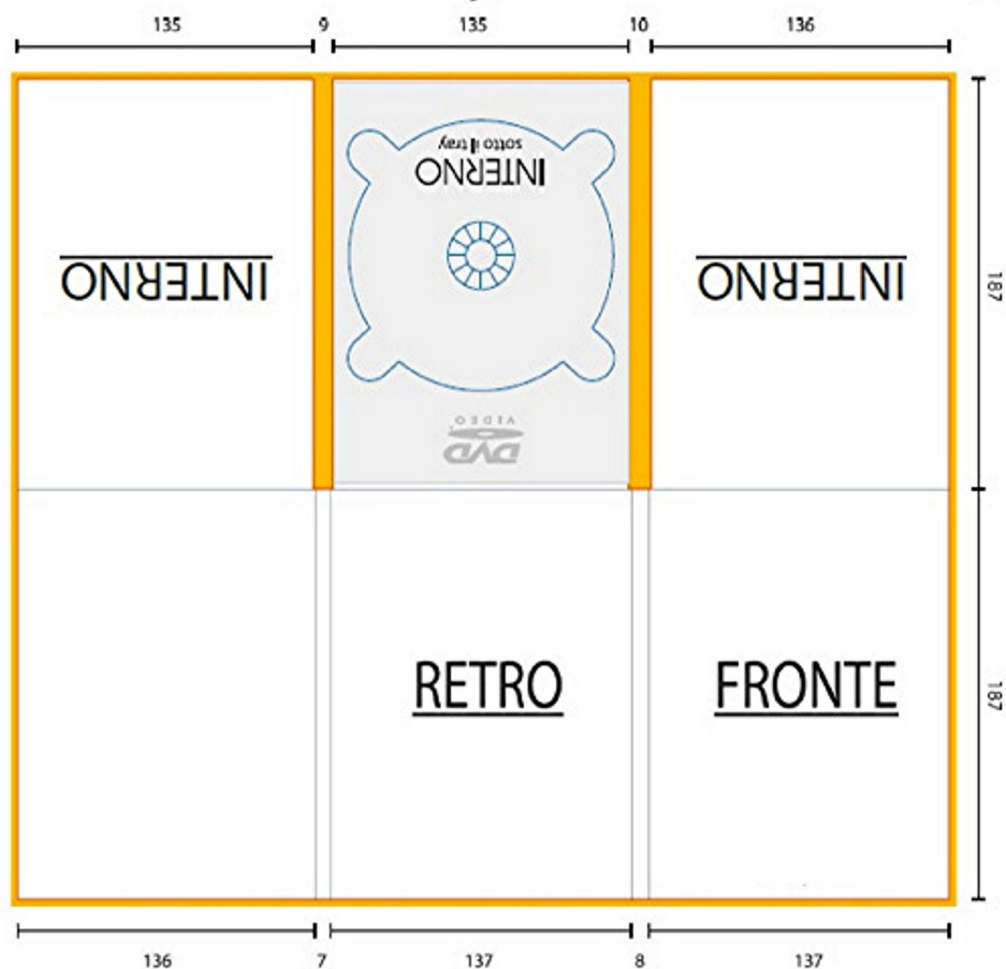 135 9 135 10 136
sotto il tray
INTERNO
INTERNO
INTERNO
187
VIDEO
DVD
RETRO
FRONTE
187
136 7 137 8 137